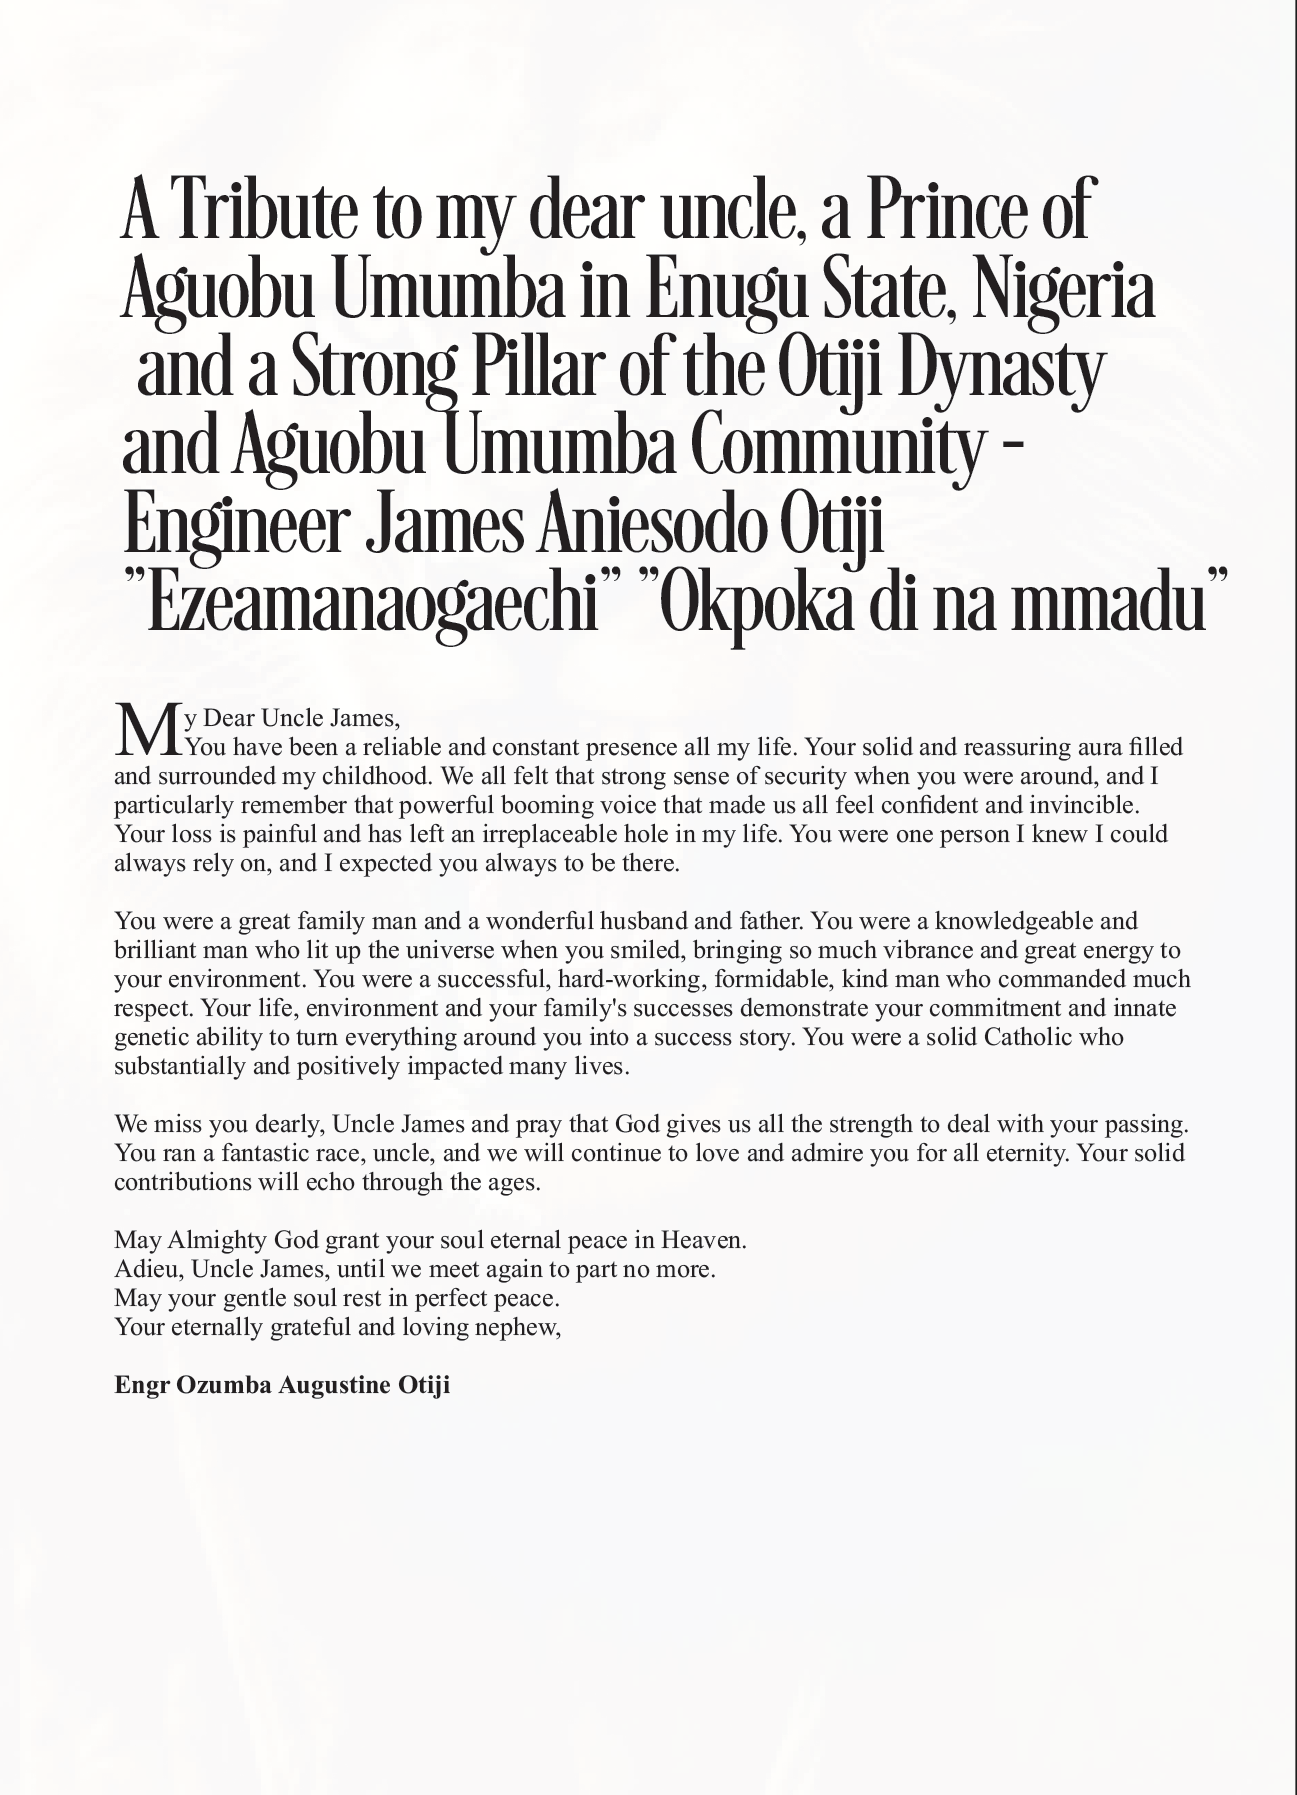 A Tribute to my dear uncle, a Prince of
Aguobu Umumba in Enugu State, Nigeria
and a Strong Pillar of the Otiji Dynasty
and Aguobu Umumba Community -
Engineer James Aniesodo Otiji
”Ezeamanaogaechi” ”Okpoka di na mmadu”
My Dear Uncle James,
You have been a reliable and constant presence all my life. Your solid and reassuring aura filled
and surrounded my childhood. We all felt that strong sense of security when you were around, and I
particularly remember that powerful booming voice that made us all feel confident and invincible.
Your loss is painful and has left an irreplaceable hole in my life. You were one person I knew I could
always rely on, and I expected you always to be there.
You were a great family man and a wonderful husband and father. You were a knowledgeable and
brilliant man who lit up the universe when you smiled, bringing so much vibrance and great energy to
your environment. You were a successful, hard-working, formidable, kind man who commanded much
respect. Your life, environment and your family's successes demonstrate your commitment and innate
genetic ability to turn everything around you into a success story. You were a solid Catholic who
substantially and positively impacted many lives.
We miss you dearly, Uncle James and pray that God gives us all the strength to deal with your passing.
You ran a fantastic race, uncle, and we will continue to love and admire you for all eternity. Your solid
contributions will echo through the ages.
May Almighty God grant your soul eternal peace in Heaven.
Adieu, Uncle James, until we meet again to part no more.
May your gentle soul rest in perfect peace.
Your eternally grateful and loving nephew,
Engr Ozumba Augustine Otiji